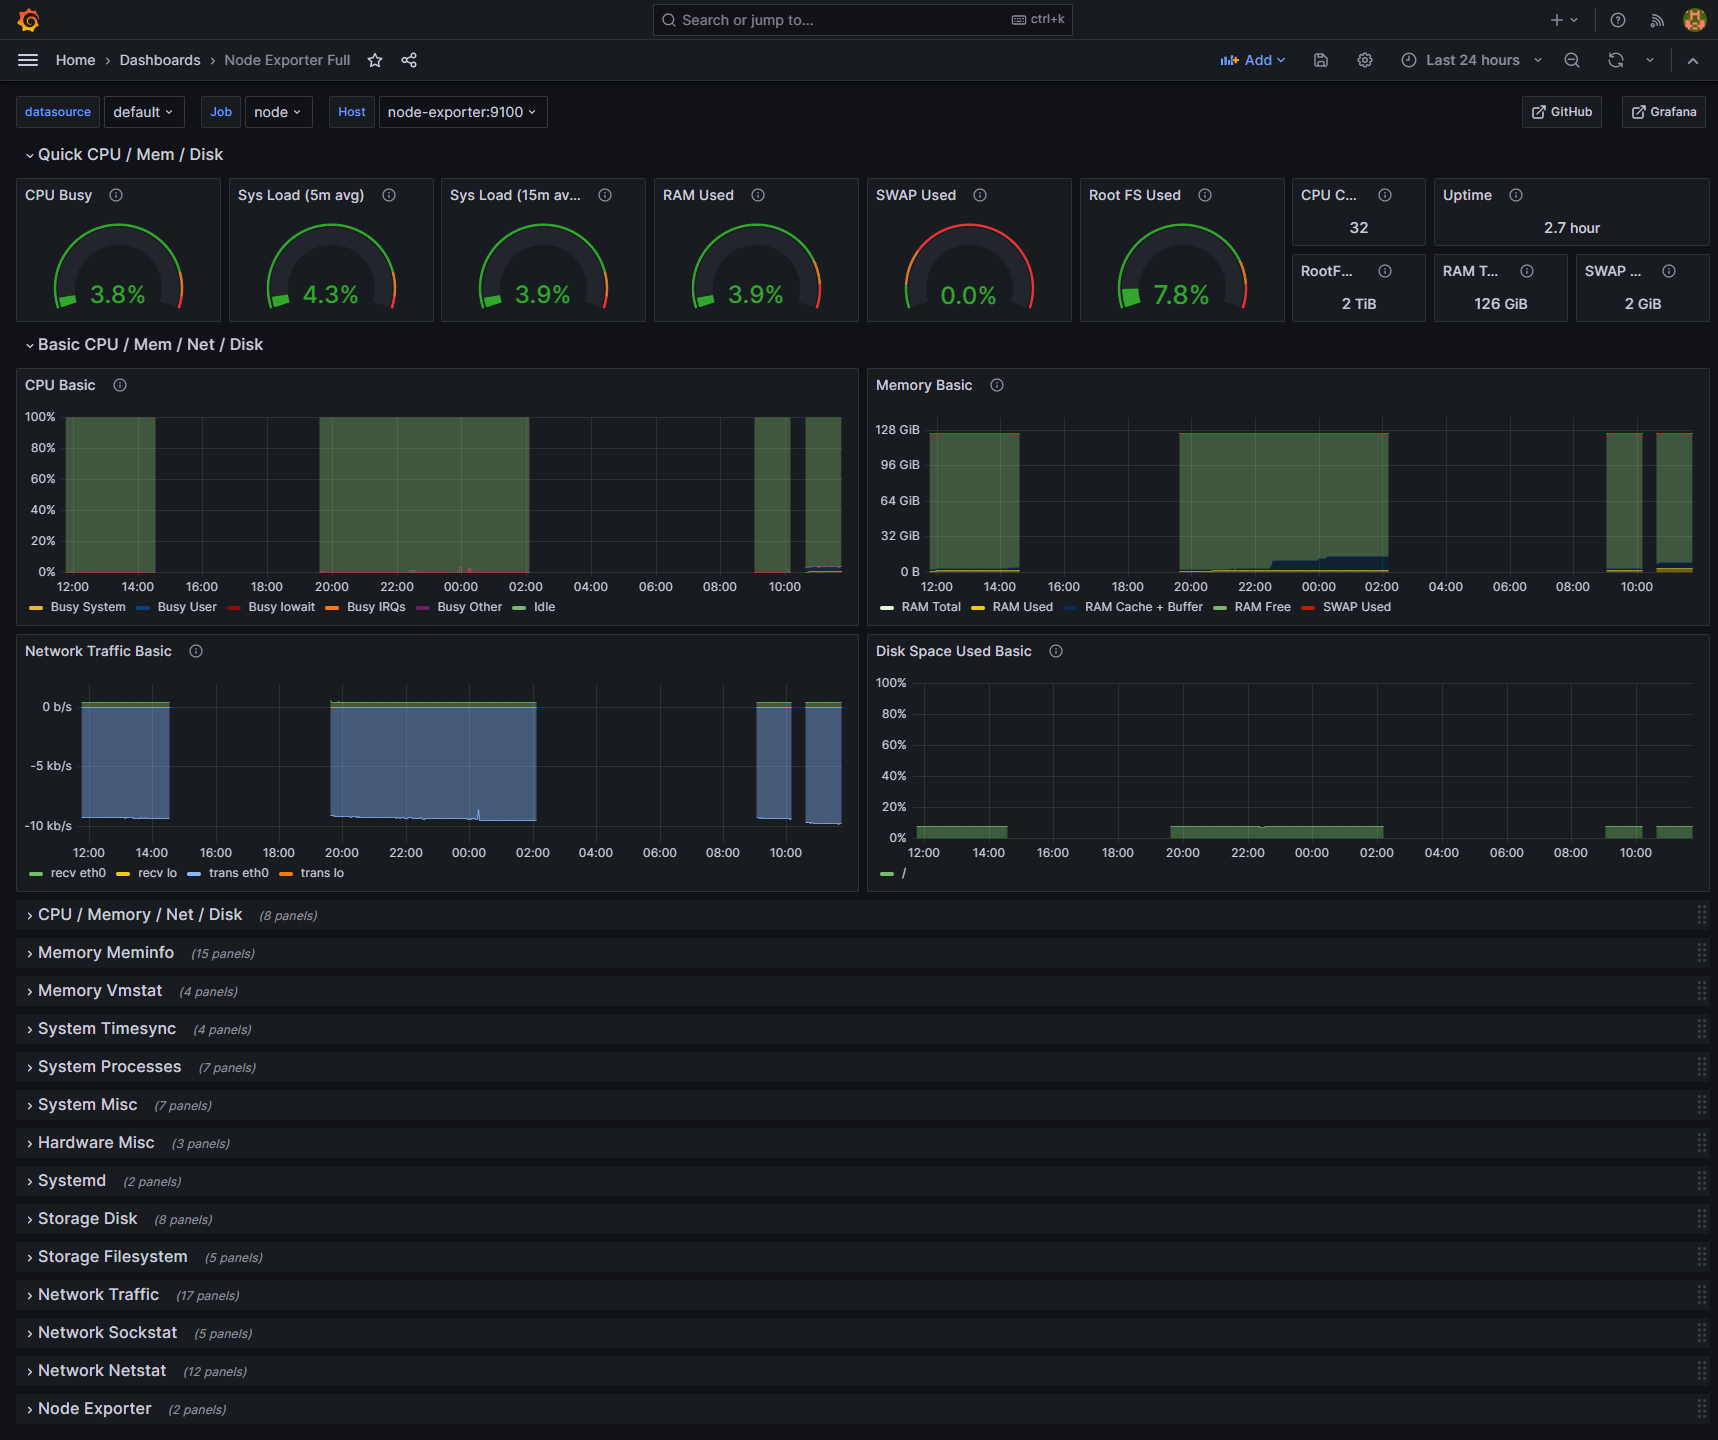 Search or jump to... ctrl+k
Home › Dashboards › Node Exporter Full
Add Last 24 hours
datasource default Job node Host node-exporter:9100 GitHub Grafana
Quick CPU / Mem / Disk
CPU Busy
3.8%
Sys Load (5m avg)
4.3%
Sys Load (15m av...
3.9%
RAM Used
3.9%
SWAP Used
0.0%
Root FS Used
7.8%
CPU C...
32
Uptime
2.7 hour
RootF...
2 TiB
RAM T...
126 GiB
SWAP ...
2 GiB
Basic CPU / Mem / Net / Disk
CPU Basic
100%
80%
60%
40%
20%
0%
12:00 14:00 16:00 18:00 20:00 22:00 00:00 02:00 04:00 06:00 08:00 10:00
Busy System Busy User Busy Iowait Busy IRQs Busy Other Idle
Memory Basic
128 GiB
96 GiB
64 GiB
32 GiB
0 B
12:00 14:00 16:00 18:00 20:00 22:00 00:00 02:00 04:00 06:00 08:00 10:00
RAM Total RAM Used RAM Cache + Buffer RAM Free SWAP Used
Network Traffic Basic
0 b/s
-5 kb/s
-10 kb/s
12:00 14:00 16:00 18:00 20:00 22:00 00:00 02:00 04:00 06:00 08:00 10:00
recv eth0 recv lo trans eth0 trans lo
Disk Space Used Basic
100%
80%
60%
40%
20%
0%
12:00 14:00 16:00 18:00 20:00 22:00 00:00 02:00 04:00 06:00 08:00 10:00
/
CPU / Memory / Net / Disk (8 panels)
Memory Meminfo (15 panels)
Memory Vmstat (4 panels)
System Timesync (4 panels)
System Processes (7 panels)
System Misc (7 panels)
Hardware Misc (3 panels)
Systemd (2 panels)
Storage Disk (8 panels)
Storage Filesystem (5 panels)
Network Traffic (17 panels)
Network Sockstat (5 panels)
Network Netstat (12 panels)
Node Exporter (2 panels)